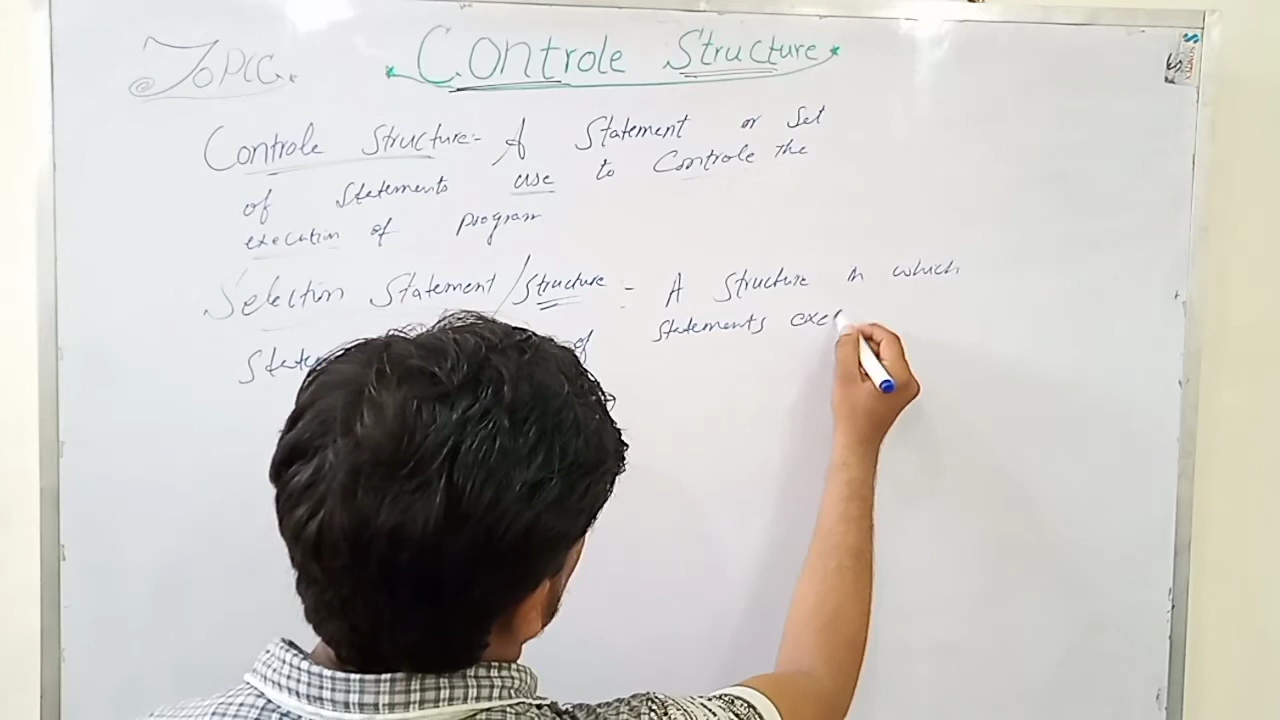 TOPIC.
Controle Structure
Controle Structure:- A Statement or Set
of Statements use to Controle the
execution of program
Selection Statement/Structure:- A Structure in which
of Statements exe